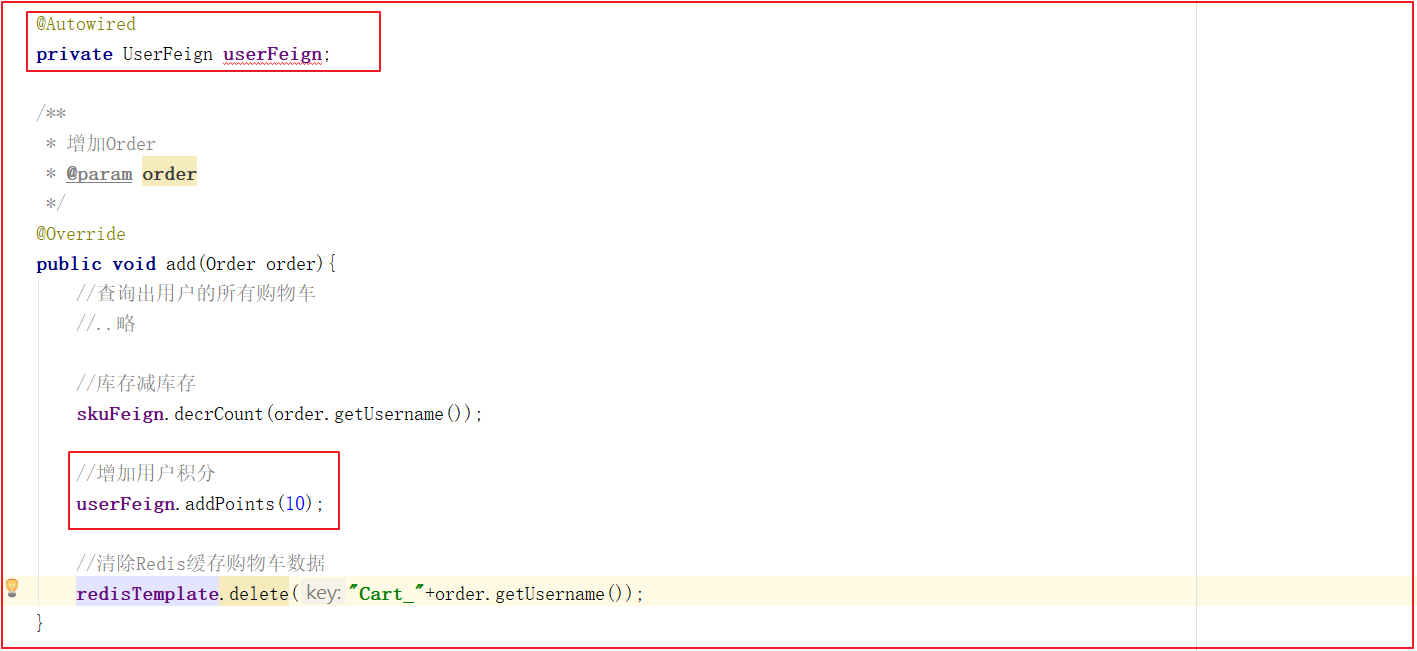 @Autowired
private UserFeign userFeign;
/**
* 增加Order
* @param order
*/
@Override
public void add(Order order){
//查询出用户的所有购物车
//..略
//库存减库存
skuFeign.decrCount(order.getUsername());
//增加用户积分
userFeign.addPoints(10);
//清除Redis缓存购物车数据
redisTemplate.delete( key: "Cart_"+order.getUsername());
}